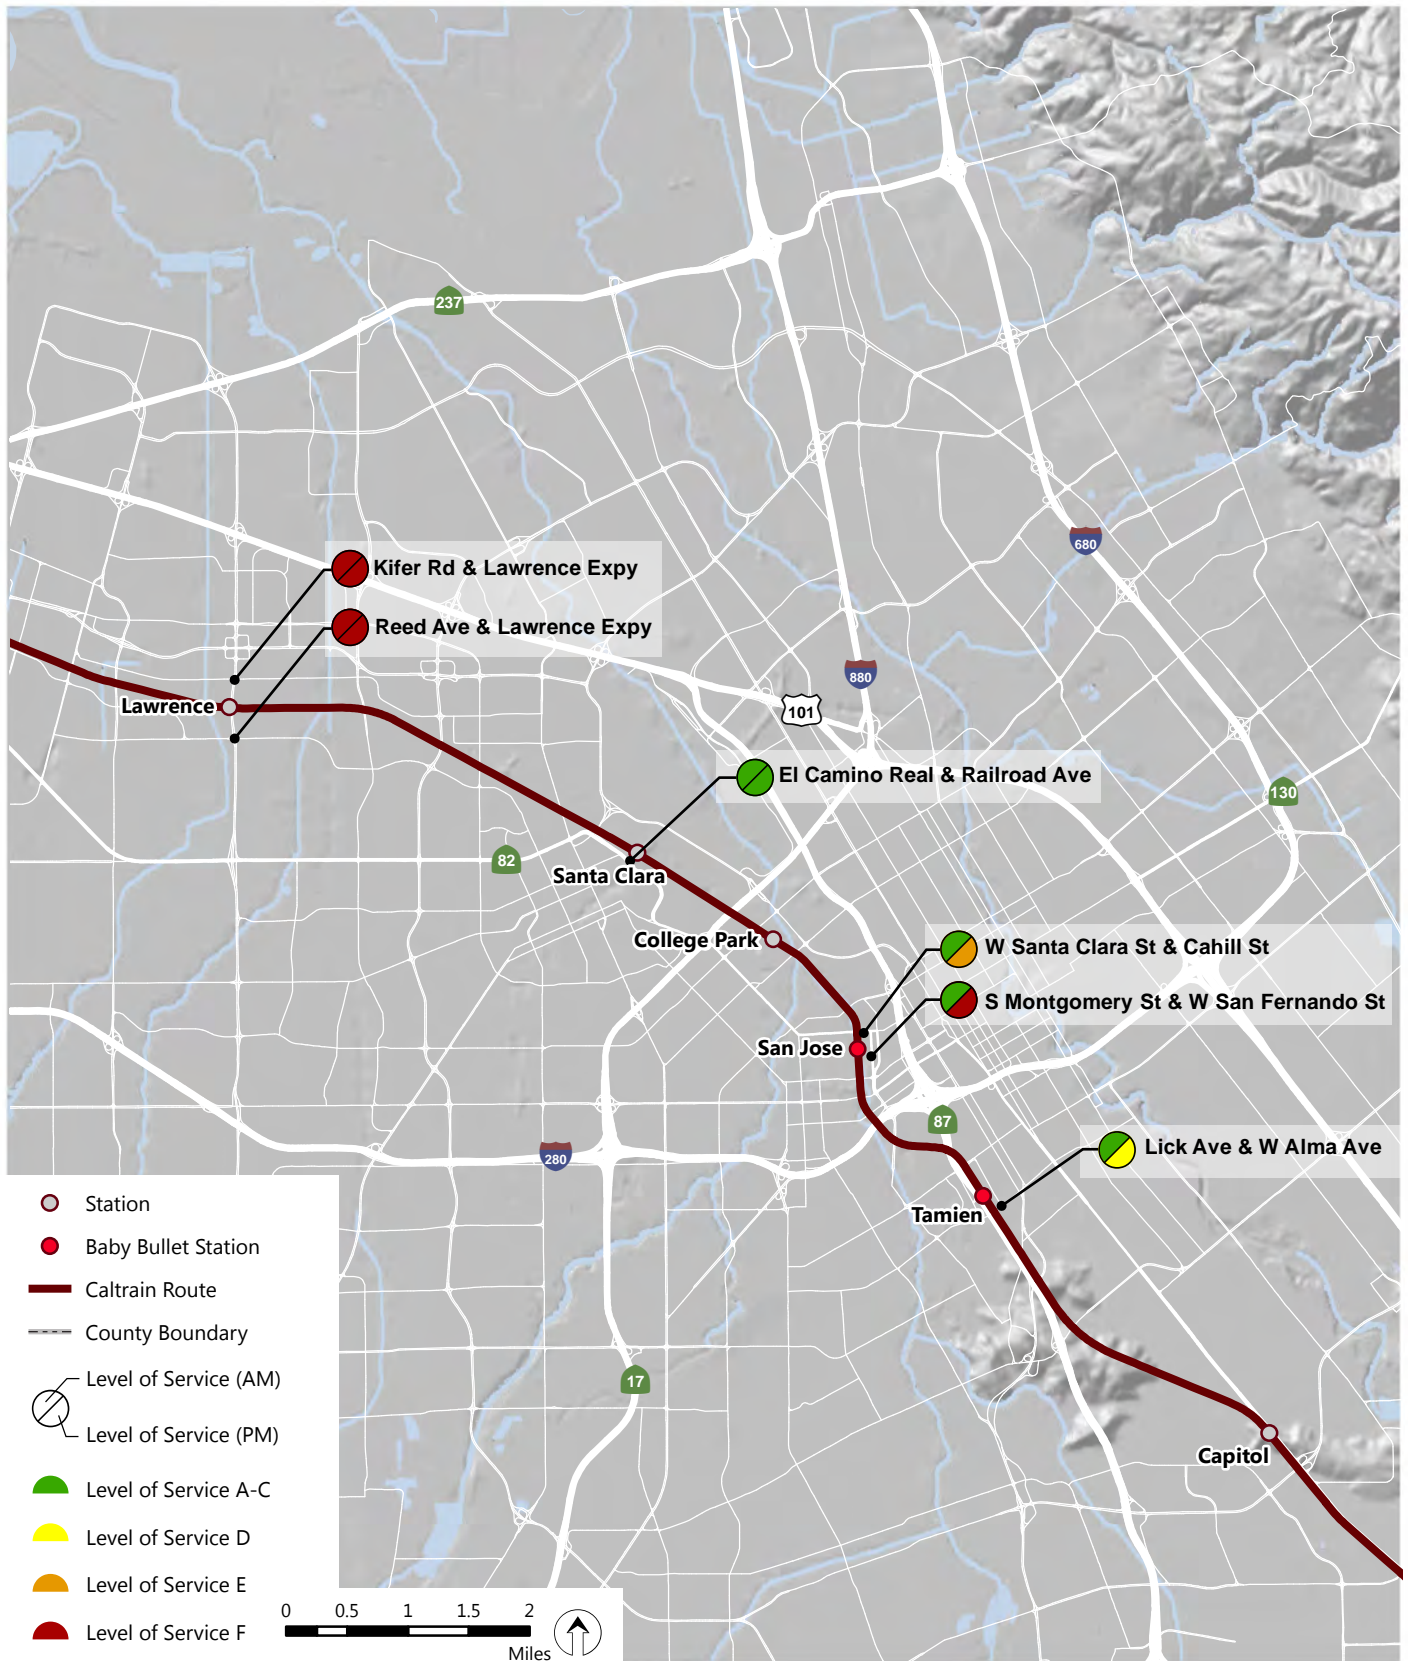 237
680
Kifer Rd & Lawrence Expy
Reed Ave & Lawrence Expy
880
101
Lawrence
El Camino Real & Railroad Ave
130
82
Santa Clara
College Park
W Santa Clara St & Cahill St
S Montgomery St & W San Fernando St
San Jose
87
280
Lick Ave & W Alma Ave
Tamien
17
Capitol
Station
Baby Bullet Station
Caltrain Route
County Boundary
Level of Service (AM)
Level of Service (PM)
Level of Service A-C
Level of Service D
Level of Service E
Level of Service F
0 0.5 1 1.5 2
Miles